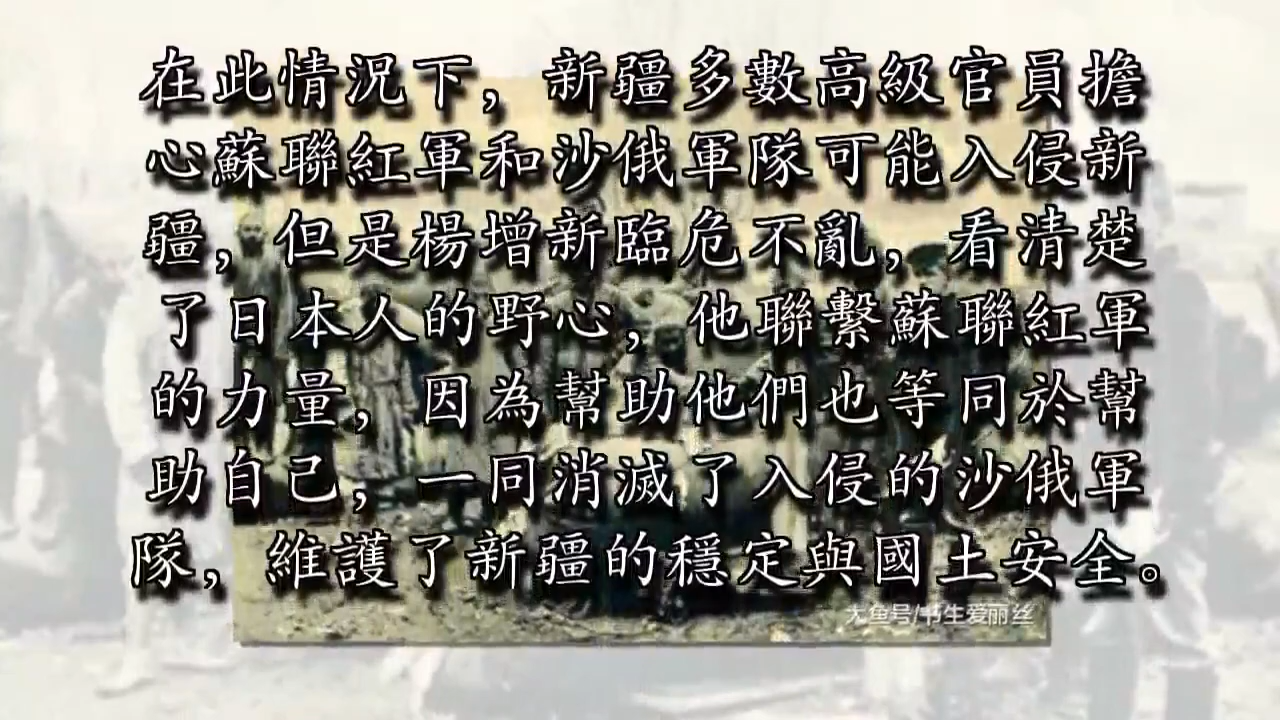 在此情況下，新疆多數高級官員擔
心蘇聯紅軍和沙俄軍隊可能入侵新
疆，但是楊增新臨危不亂，看清楚
了日本人的野心，他聯繫蘇聯紅軍
的力量，因為幫助他們也等同於幫
助自己，一同消滅了入侵的沙俄軍
隊，維護了新疆的穩定與國土安全。
大鱼号/书生爱丽丝